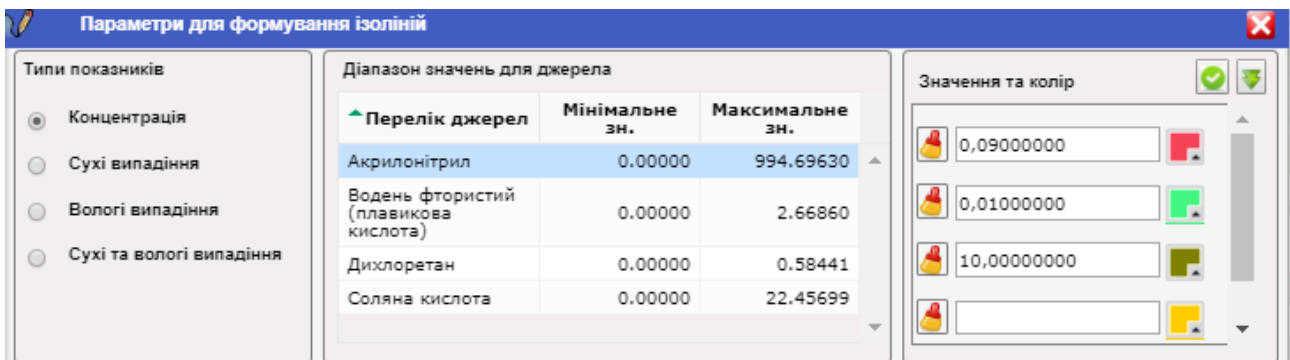 Параметри для формування ізоліній
Типи показників
Концентрація
Сухі випадіння
Вологі випадіння
Сухі та вологі випадіння
Діапазон значень для джерела
Перелік джерел
Мінімальне
зн.
Максимальне
зн.
Акрилонітрил 0.00000 994.69630
Водень фтористий
(плавикова
кислота)
0.00000 2.66860
Дихлоретан 0.00000 0.58441
Соляна кислота 0.00000 22.45699
Значення та колір
0,09000000
0,01000000
10,00000000